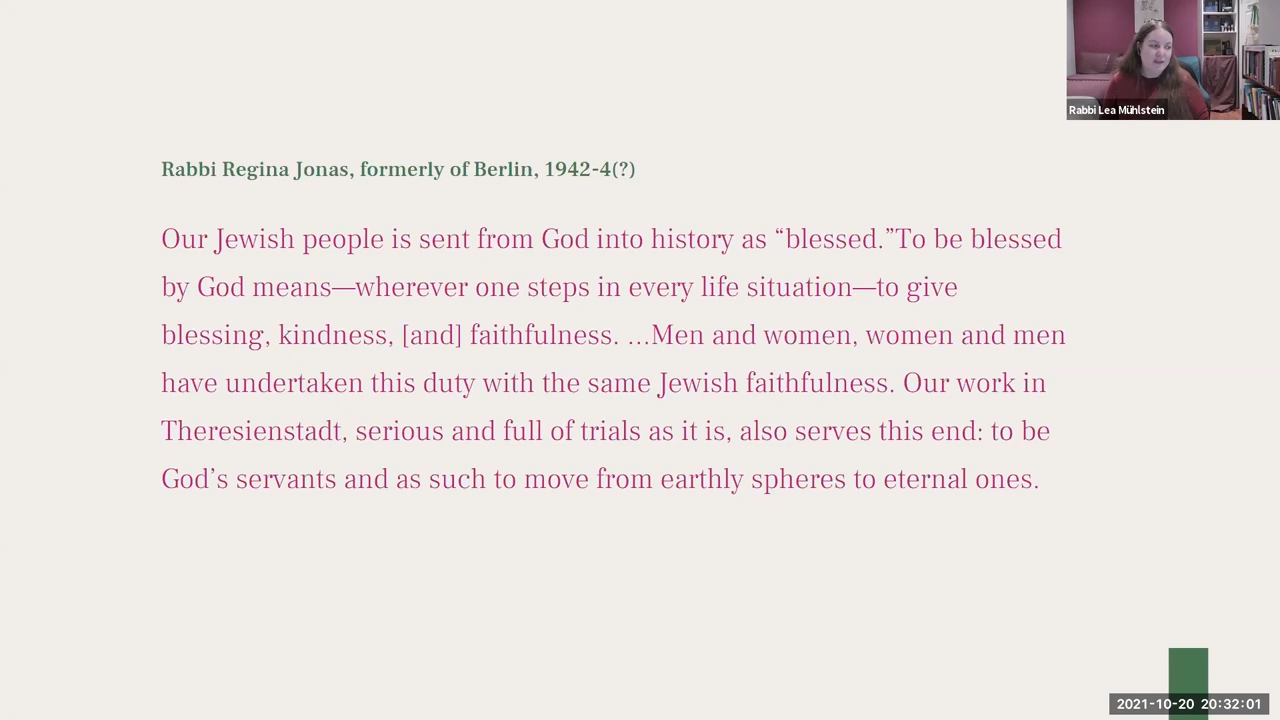 Rabbi Lea Mühlstein
Rabbi Regina Jonas, formerly of Berlin, 1942-4(?)
Our Jewish people is sent from God into history as “blessed.”To be blessed
by God means—wherever one steps in every life situation—to give
blessing, kindness, [and] faithfulness. ...Men and women, women and men
have undertaken this duty with the same Jewish faithfulness. Our work in
Theresienstadt, serious and full of trials as it is, also serves this end: to be
God’s servants and as such to move from earthly spheres to eternal ones.
2021-10-20 20:32:01